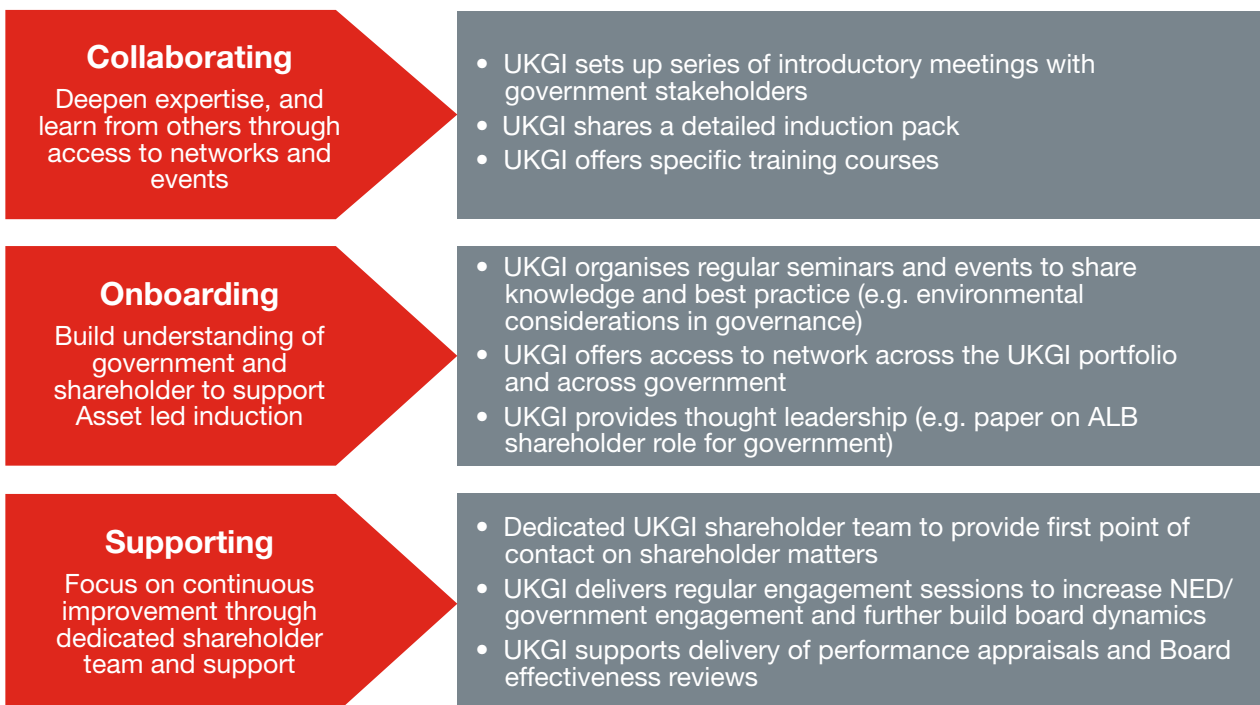 Collaborating
Deepen expertise, and
learn from others through
access to networks and
events
• UKGI sets up series of introductory meetings with
government stakeholders
• UKGI shares a detailed induction pack
• UKGI offers specific training courses
Onboarding
Build understanding of
government and
shareholder to support
Asset led induction
• UKGI organises regular seminars and events to share
knowledge and best practice (e.g. environmental
considerations in governance)
• UKGI offers access to network across the UKGI portfolio
and across government
• UKGI provides thought leadership (e.g. paper on ALB
shareholder role for government)
Supporting
Focus on continuous
improvement through
dedicated shareholder
team and support
• Dedicated UKGI shareholder team to provide first point of
contact on shareholder matters
• UKGI delivers regular engagement sessions to increase NED/
government engagement and further build board dynamics
• UKGI supports delivery of performance appraisals and Board
effectiveness reviews